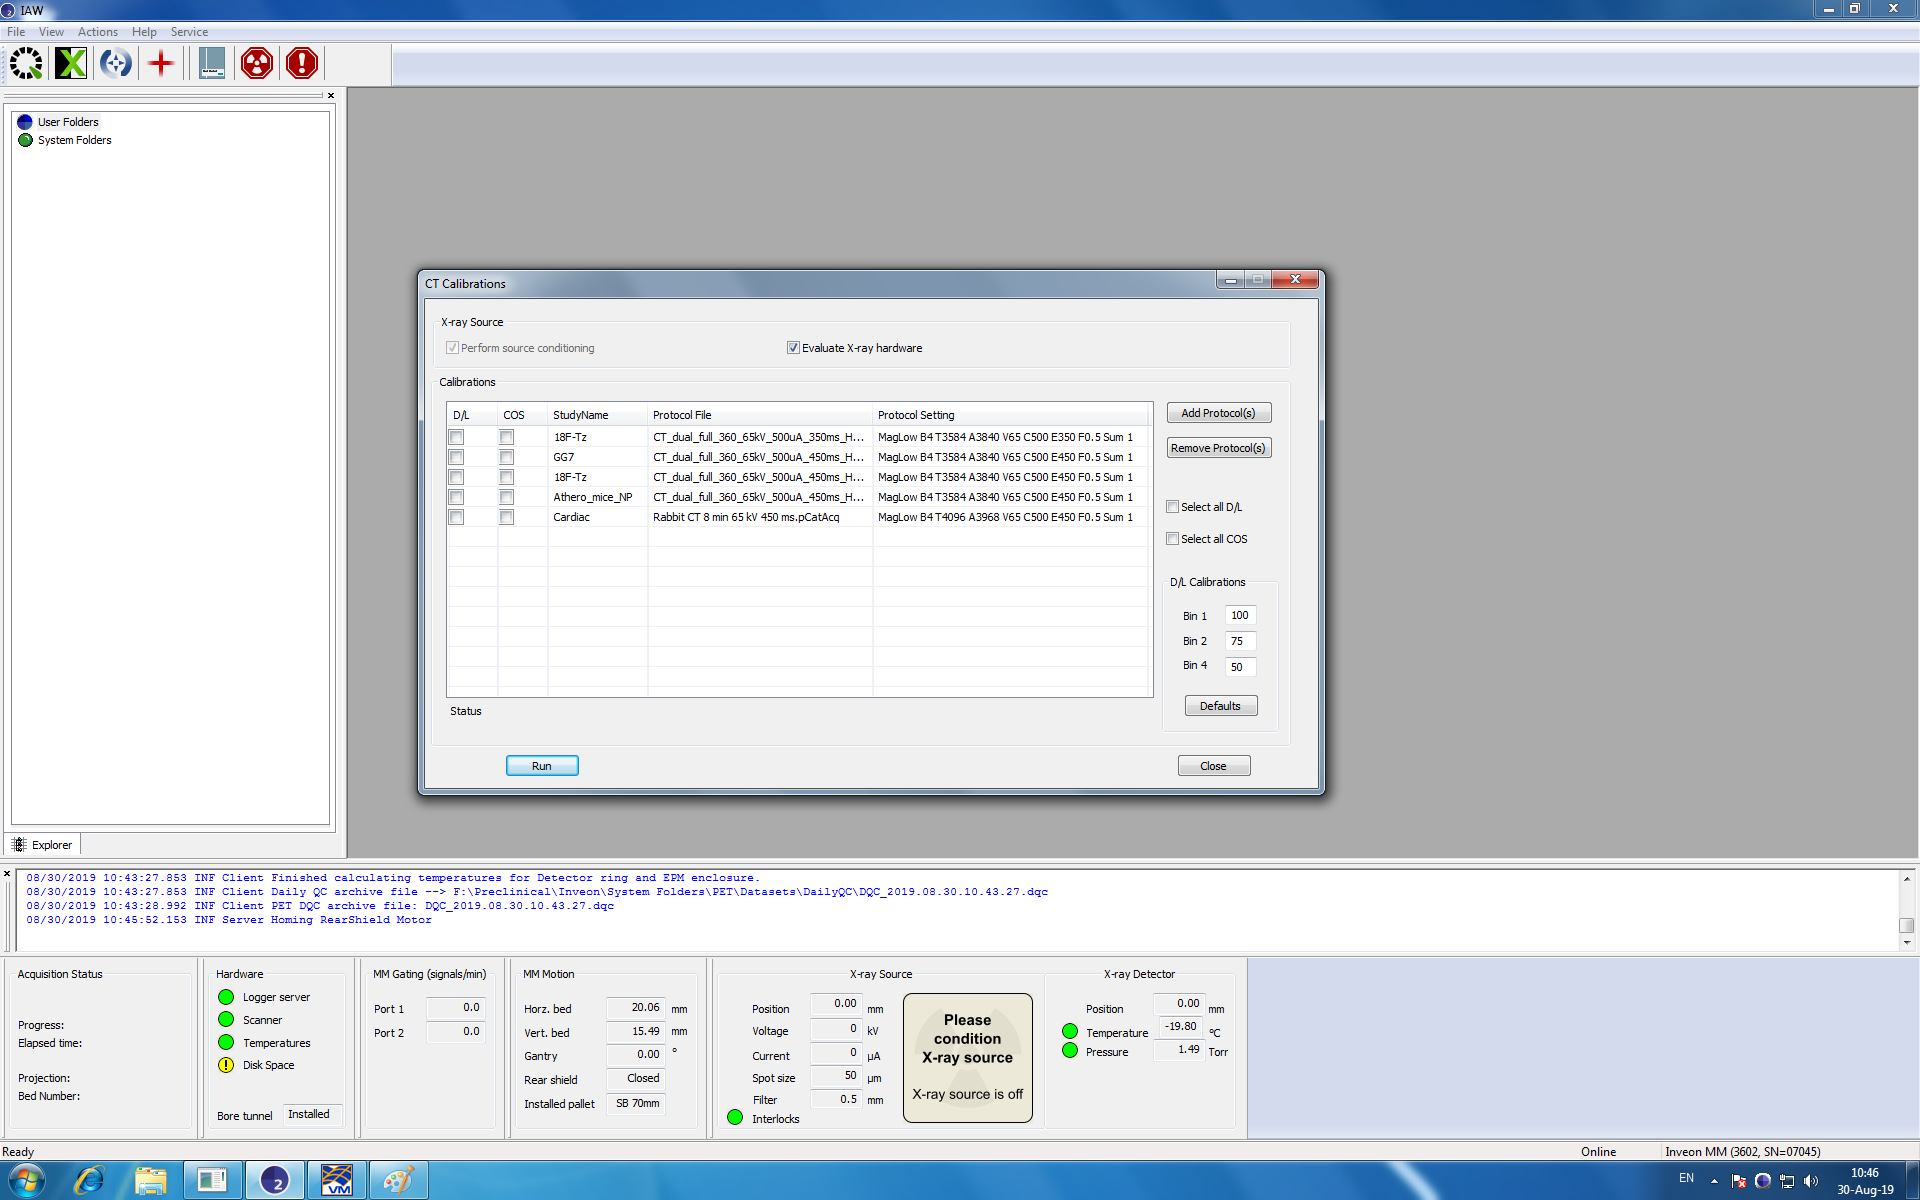 IAW
File View Actions Help Service
User Folders
System Folders
Explorer
CT Calibrations
X-ray Source
Perform source conditioning Evaluate X-ray hardware
Calibrations
D/L COS StudyName Protocol File Protocol Setting
18F-Tz CT_dual_full_360_65kV_500uA_350ms_H... MagLow B4 T3584 A3840 V65 C500 E350 F0.5 Sum 1
GG7 CT_dual_full_360_65kV_500uA_450ms_H... MagLow B4 T3584 A3840 V65 C500 E450 F0.5 Sum 1
18F-Tz CT_dual_full_360_65kV_500uA_450ms_H... MagLow B4 T3584 A3840 V65 C500 E450 F0.5 Sum 1
Athero_mice_NP CT_dual_full_360_65kV_500uA_450ms_H... MagLow B4 T3584 A3840 V65 C500 E450 F0.5 Sum 1
Cardiac Rabbit CT 8 min 65 kV 450 ms.pCatAcq MagLow B4 T4096 A3968 V65 C500 E450 F0.5 Sum 1
Add Protocol(s)
Remove Protocol(s)
Select all D/L
Select all COS
D/L Calibrations
Bin 1 100
Bin 2 75
Bin 4 50
Defaults
Status
Run
Close
08/30/2019 10:43:27.853 INF Client Finished calculating temperatures for Detector ring and EPM enclosure.
08/30/2019 10:43:27.853 INF Client Daily QC archive file --> F:\Preclinical\Inveon\System Folders\PET\Datasets\DailyQC\DQC_2019.08.30.10.43.27.dqc
08/30/2019 10:43:28.992 INF Client PET DQC archive file: DQC_2019.08.30.10.43.27.dqc
08/30/2019 10:45:52.153 INF Server Homing RearShield Motor
Acquisition Status
Progress:
Elapsed time:
Projection:
Bed Number:
Hardware
Logger server
Scanner
Temperatures
Disk Space
Bore tunnel Installed
MM Gating (signals/min)
Port 1 0.0
Port 2 0.0
MM Motion
Horz. bed 20.06 mm
Vert. bed 15.49 mm
Gantry 0.00 °
Rear shield Closed
Installed pallet SB 70mm
X-ray Source
Position 0.00 mm
Voltage 0 kV
Current 0 µA
Spot size 50 µm
Filter 0.5 mm
Interlocks
Please
condition
X-ray source
X-ray source is off
X-ray Detector
Position 0.00 mm
Temperature -19.80 ºC
Pressure 1.49 Torr
Ready
Online
Inveon MM (3602, SN=07045)
2
VM
EN
10:46
30-Aug-19